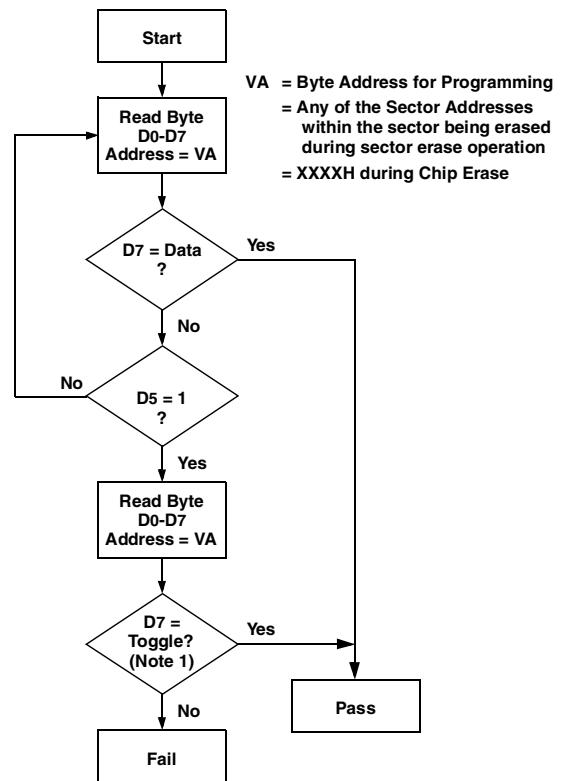 Start
VA = Byte Address for Programming
= Any of the Sector Addresses
within the sector being erased
during sector erase operation
= XXXXH during Chip Erase
Read Byte
D0-D7
Address = VA
D7 = Data
?
Yes
No
D5 = 1
?
No
Yes
Read Byte
D0-D7
Address = VA
D7 =
Toggle?
(Note 1)
Yes
No
Pass
Fail